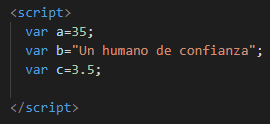 <script>
var a=35;
var b="Un humano de confianza";
var c=3.5;
</script>